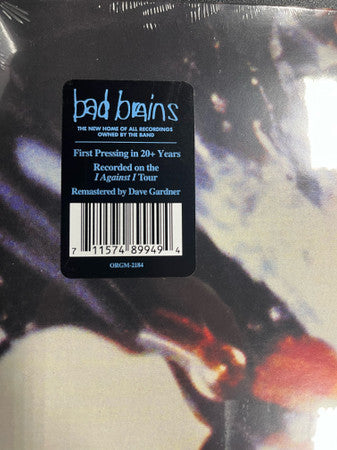 bad brains
THE NEW HOME OF ALL RECORDINGS
OWNED BY THE BAND
First Pressing in 20+ Years
Recorded on the
I Against I Tour
Remastered by Dave Gardner
7 11574 89949 4
ORGM-2184